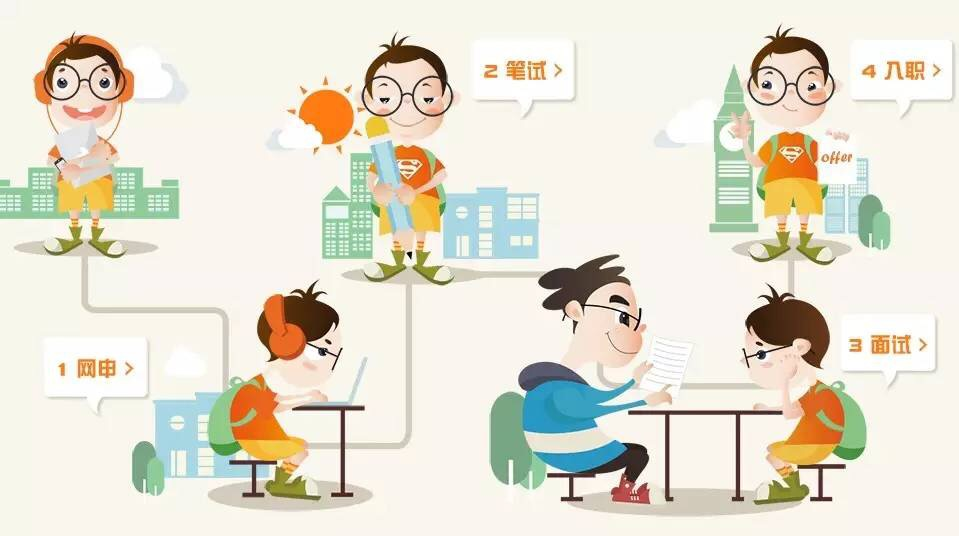 2 笔试 >
4 入职 >
offer
1 网申 >
3 面试 >